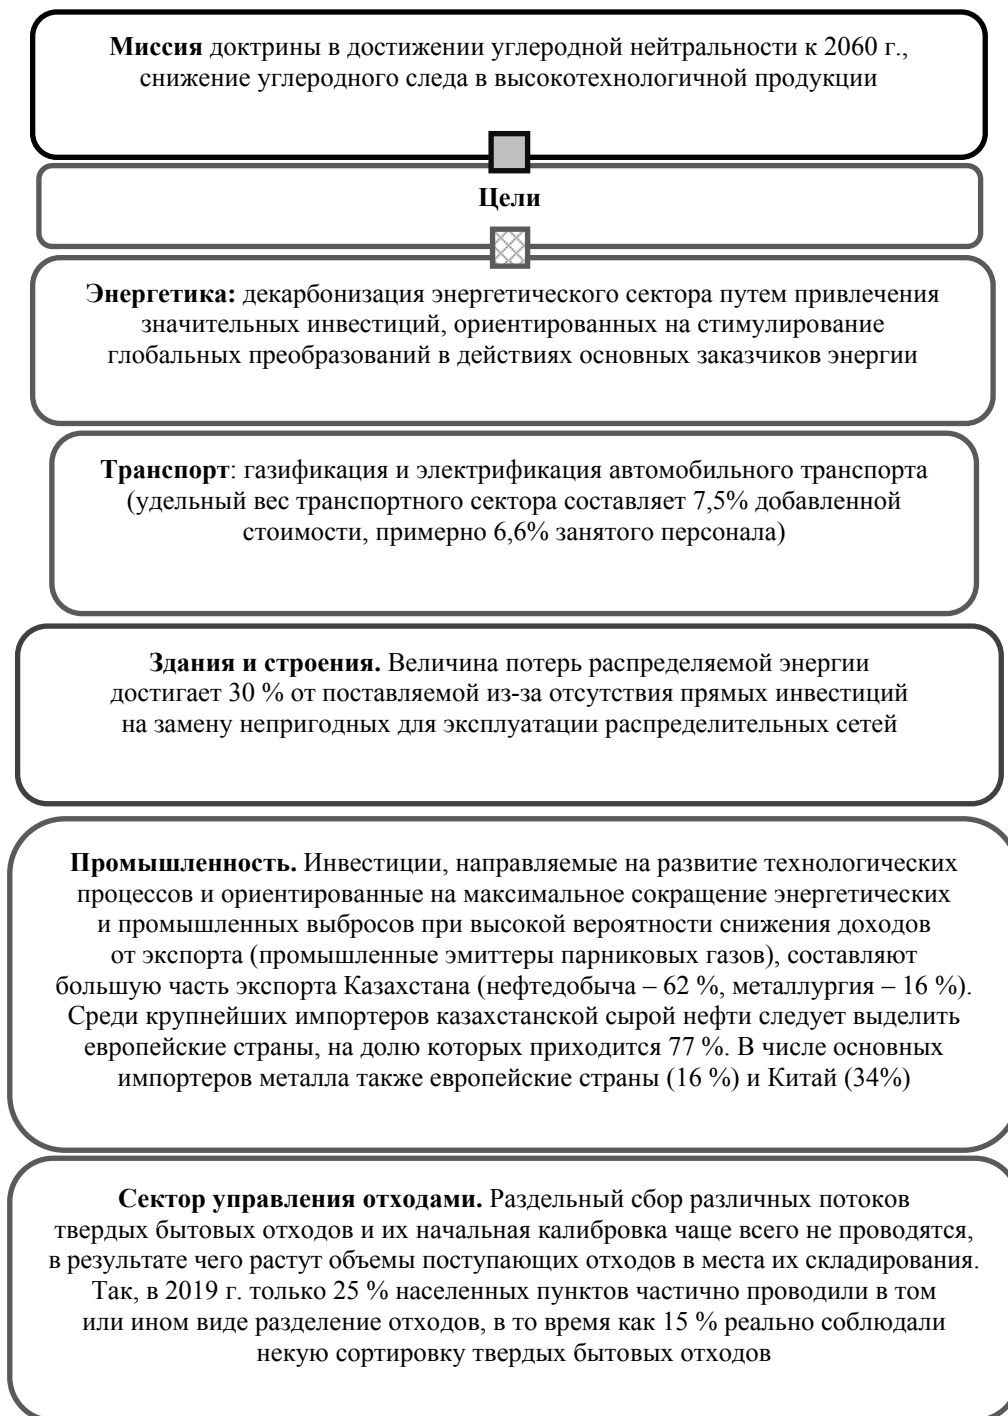 Миссия доктрины в достижении углеродной нейтральности к 2060 г.,
снижение углеродного следа в высокотехнологичной продукции
Цели
Энергетика: декарбонизация энергетического сектора путем привлечения
значительных инвестиций, ориентированных на стимулирование
глобальных преобразований в действиях основных заказчиков энергии
Транспорт: газификация и электрификация автомобильного транспорта
(удельный вес транспортного сектора составляет 7,5% добавленной
стоимости, примерно 6,6% занятого персонала)
Здания и строения. Величина потерь распределяемой энергии
достигает 30 % от поставляемой из-за отсутствия прямых инвестиций
на замену непригодных для эксплуатации распределительных сетей
Промышленность. Инвестиции, направляемые на развитие технологических
процессов и ориентированные на максимальное сокращение энергетических
и промышленных выбросов при высокой вероятности снижения доходов
от экспорта (промышленные эмиттеры парниковых газов), составляют
большую часть экспорта Казахстана (нефтедобыча – 62 %, металлургия – 16 %).
Среди крупнейших импортеров казахстанской сырой нефти следует выделить
европейские страны, на долю которых приходится 77 %. В числе основных
импортеров металла также европейские страны (16 %) и Китай (34%)
Сектор управления отходами. Раздельный сбор различных потоков
твердых бытовых отходов и их начальная калибровка чаще всего не проводятся,
в результате чего растут объемы поступающих отходов в места их складирования.
Так, в 2019 г. только 25 % населенных пунктов частично проводили в том
или ином виде разделение отходов, в то время как 15 % реально соблюдали
некую сортировку твердых бытовых отходов